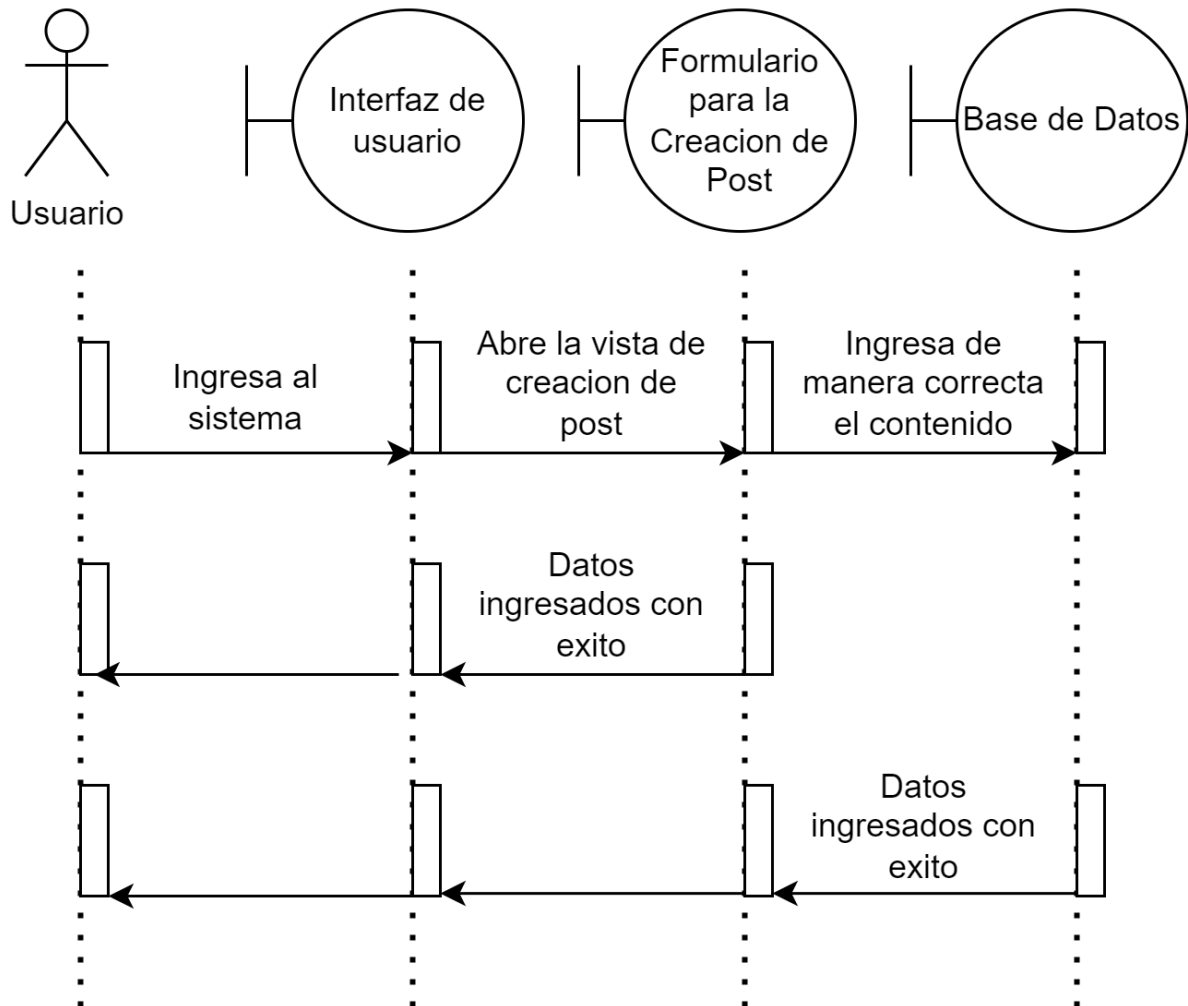 Usuario
Interfaz de
usuario
Formulario
para la
Creacion de
Post
Base de Datos
Ingresa al
sistema
Abre la vista de
creacion de
post
Ingresa de
manera correcta
el contenido
Datos
ingresados con
exito
Datos
ingresados con
exito